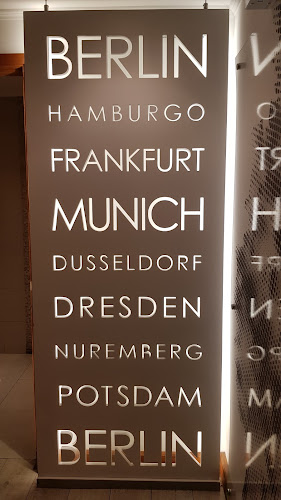 BERLIN
HAMBURGO
FRANKFURT
MUNICH
DUSSELDORF
DRESDEN
NUREMBERG
POTSDAM
BERLIN